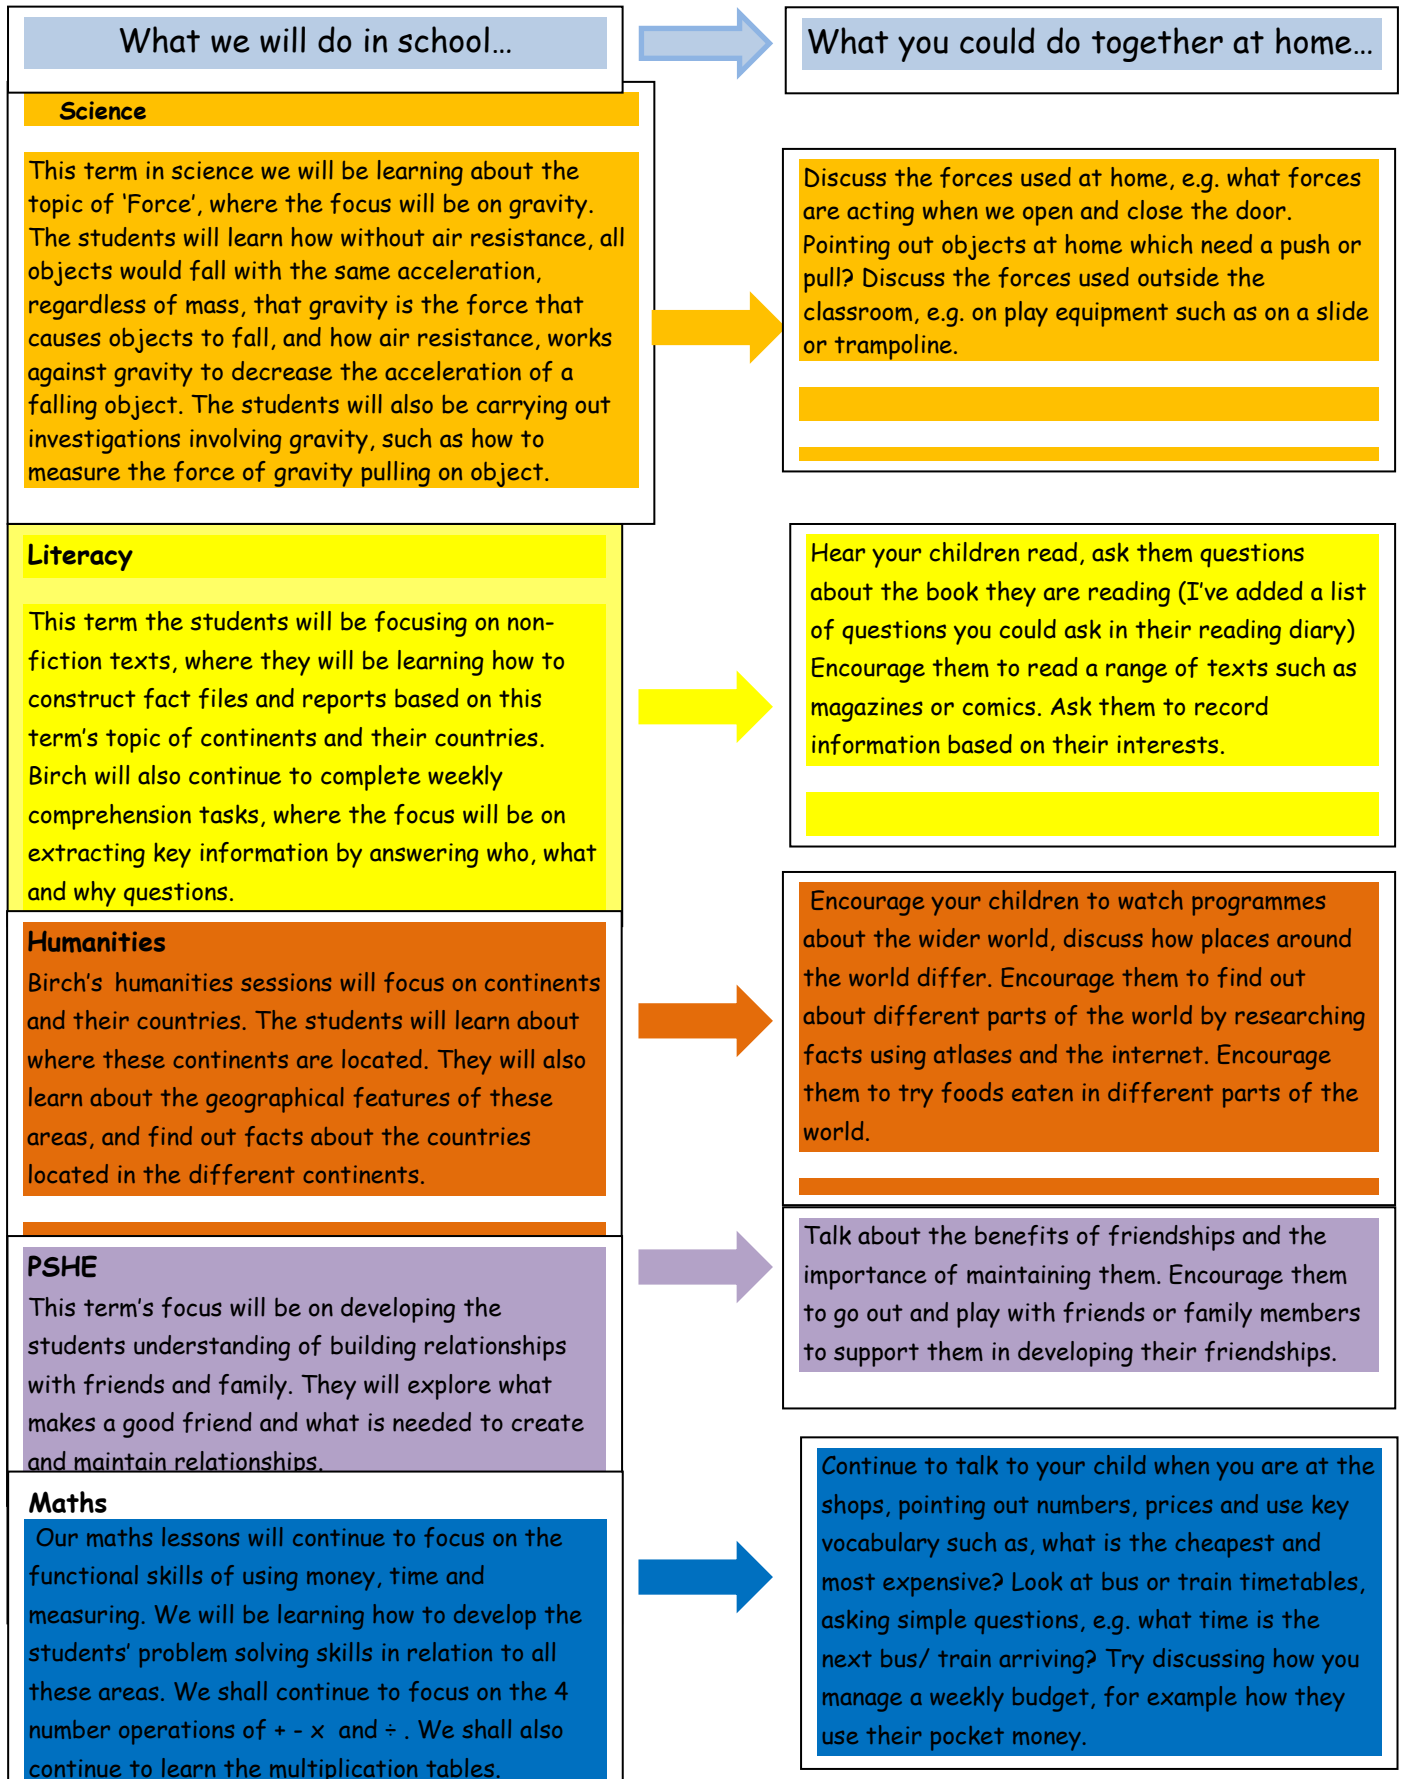 What we will do in school…
What you could do together at home…
Science
This term in science we will be learning about the
topic of ‘Force’, where the focus will be on gravity.
The students will learn how without air resistance, all
objects would fall with the same acceleration,
regardless of mass, that gravity is the force that
causes objects to fall, and how air resistance, works
against gravity to decrease the acceleration of a
falling object. The students will also be carrying out
investigations involving gravity, such as how to
measure the force of gravity pulling on object.
Discuss the forces used at home, e.g. what forces
are acting when we open and close the door.
Pointing out objects at home which need a push or
pull? Discuss the forces used outside the
classroom, e.g. on play equipment such as on a slide
or trampoline.
Literacy
This term the students will be focusing on non-
fiction texts, where they will be learning how to
construct fact files and reports based on this
term’s topic of continents and their countries.
Birch will also continue to complete weekly
comprehension tasks, where the focus will be on
extracting key information by answering who, what
and why questions.
Hear your children read, ask them questions
about the book they are reading (I’ve added a list
of questions you could ask in their reading diary)
Encourage them to read a range of texts such as
magazines or comics. Ask them to record
information based on their interests.
Humanities
Birch’s humanities sessions will focus on continents
and their countries. The students will learn about
where these continents are located. They will also
learn about the geographical features of these
areas, and find out facts about the countries
located in the different continents.
Encourage your children to watch programmes
about the wider world, discuss how places around
the world differ. Encourage them to find out
about different parts of the world by researching
facts using atlases and the internet. Encourage
them to try foods eaten in different parts of the
world.
PSHE
This term’s focus will be on developing the
students understanding of building relationships
with friends and family. They will explore what
makes a good friend and what is needed to create
and maintain relationships.
Talk about the benefits of friendships and the
importance of maintaining them. Encourage them
to go out and play with friends or family members
to support them in developing their friendships.
Maths
Our maths lessons will continue to focus on the
functional skills of using money, time and
measuring. We will be learning how to develop the
students’ problem solving skills in relation to all
these areas. We shall continue to focus on the 4
number operations of + - x and ÷ . We shall also
continue to learn the multiplication tables.
Continue to talk to your child when you are at the
shops, pointing out numbers, prices and use key
vocabulary such as, what is the cheapest and
most expensive? Look at bus or train timetables,
asking simple questions, e.g. what time is the
next bus/ train arriving? Try discussing how you
manage a weekly budget, for example how they
use their pocket money.